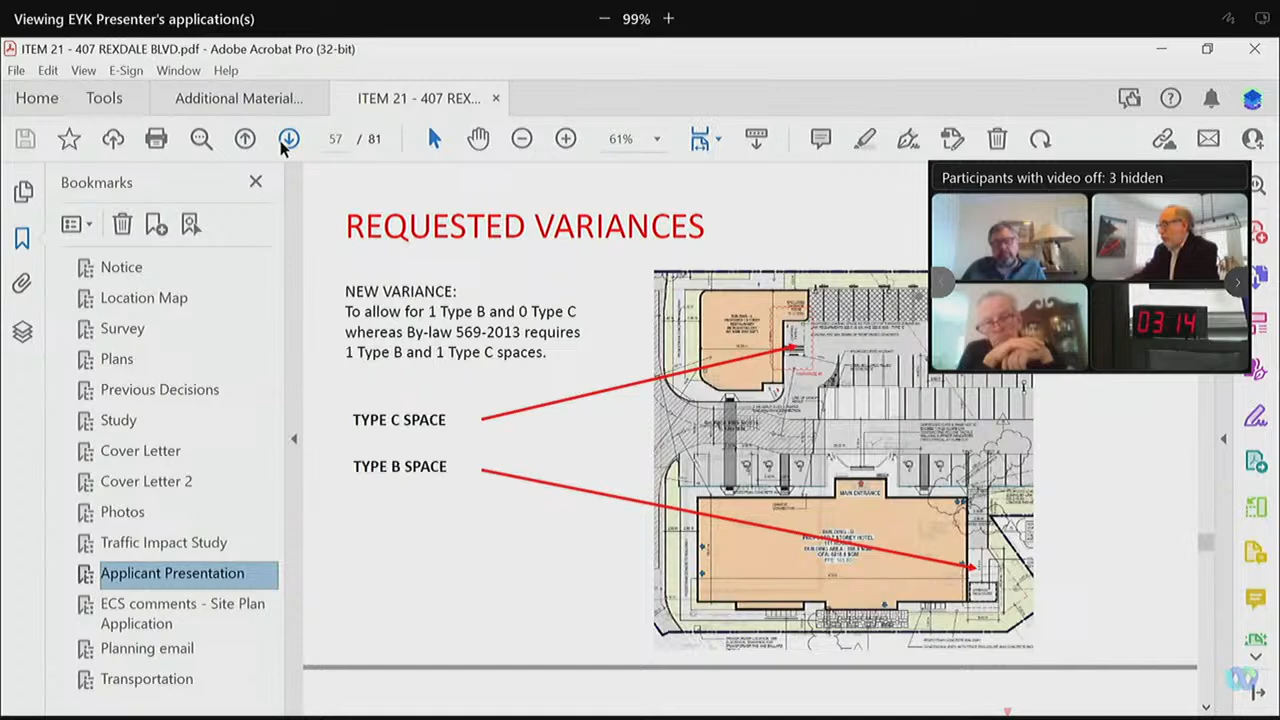 Viewing EYK Presenter's application(s)
99%
ITEM 21 - 407 REXDALE BLVD.pdf - Adobe Acrobat Pro (32-bit)
File Edit View E-Sign Window Help
Home Tools Additional Material... ITEM 21 - 407 REX...
57 / 81 61%
Participants with video off: 3 hidden
03:14
Bookmarks
Notice
Location Map
Survey
Plans
Previous Decisions
Study
Cover Letter
Cover Letter 2
Photos
Traffic Impact Study
Applicant Presentation
ECS comments - Site Plan
Application
Planning email
Transportation
REQUESTED VARIANCES
NEW VARIANCE:
To allow for 1 Type B and 0 Type C
whereas By-law 569-2013 requires
1 Type B and 1 Type C spaces.
TYPE C SPACE
TYPE B SPACE
MAIN ENTRANCE